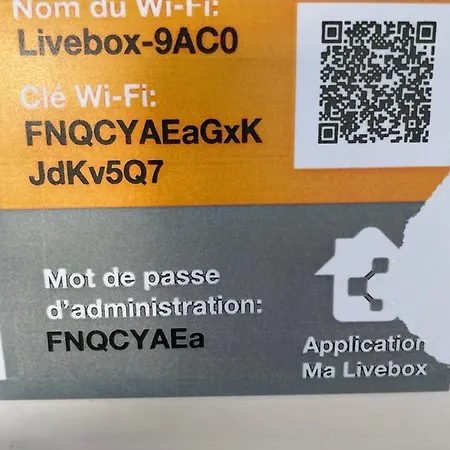 Nom du Wi-Fi:
Livebox-9AC0
Clé Wi-Fi:
FNQCYAEaGxK
JdKv5Q7
Mot de passe
d'administration:
FNQCYAEa
Application
Ma Livebox